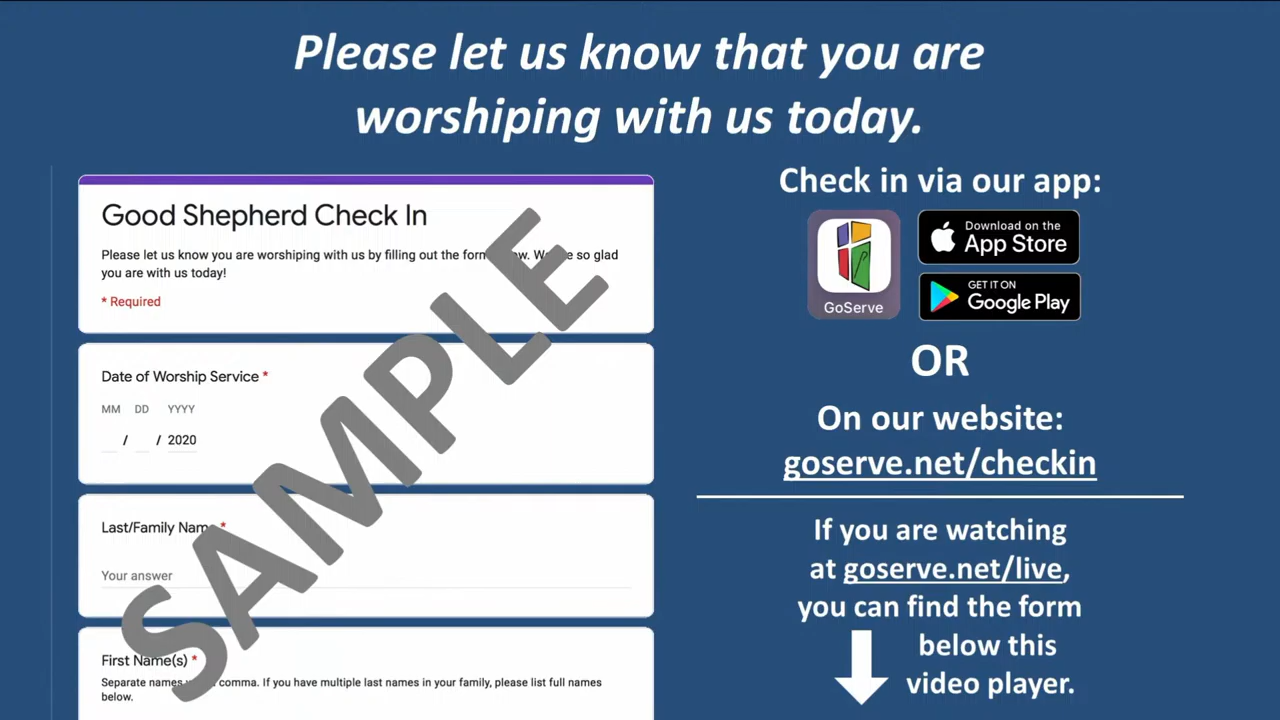 Please let us know that you are
worshiping with us today.
Good Shepherd Check In
Please let us know you are worshiping with us by filling out the form so glad
you are with us today!
* Required
Date of Worship Service *
MM DD YYYY
/ / 2020
Last/Family Name *
Your answer
First Name(s) *
Separate names comma. If you have multiple last names in your family, please list full names
below.
SAMPLE
Check in via our app:
GoServe
Download on the
App Store
GET IT ON
Google Play
OR
On our website:
goserve.net/checkin
If you are watching
at goserve.net/live,
you can find the form
below this
video player.